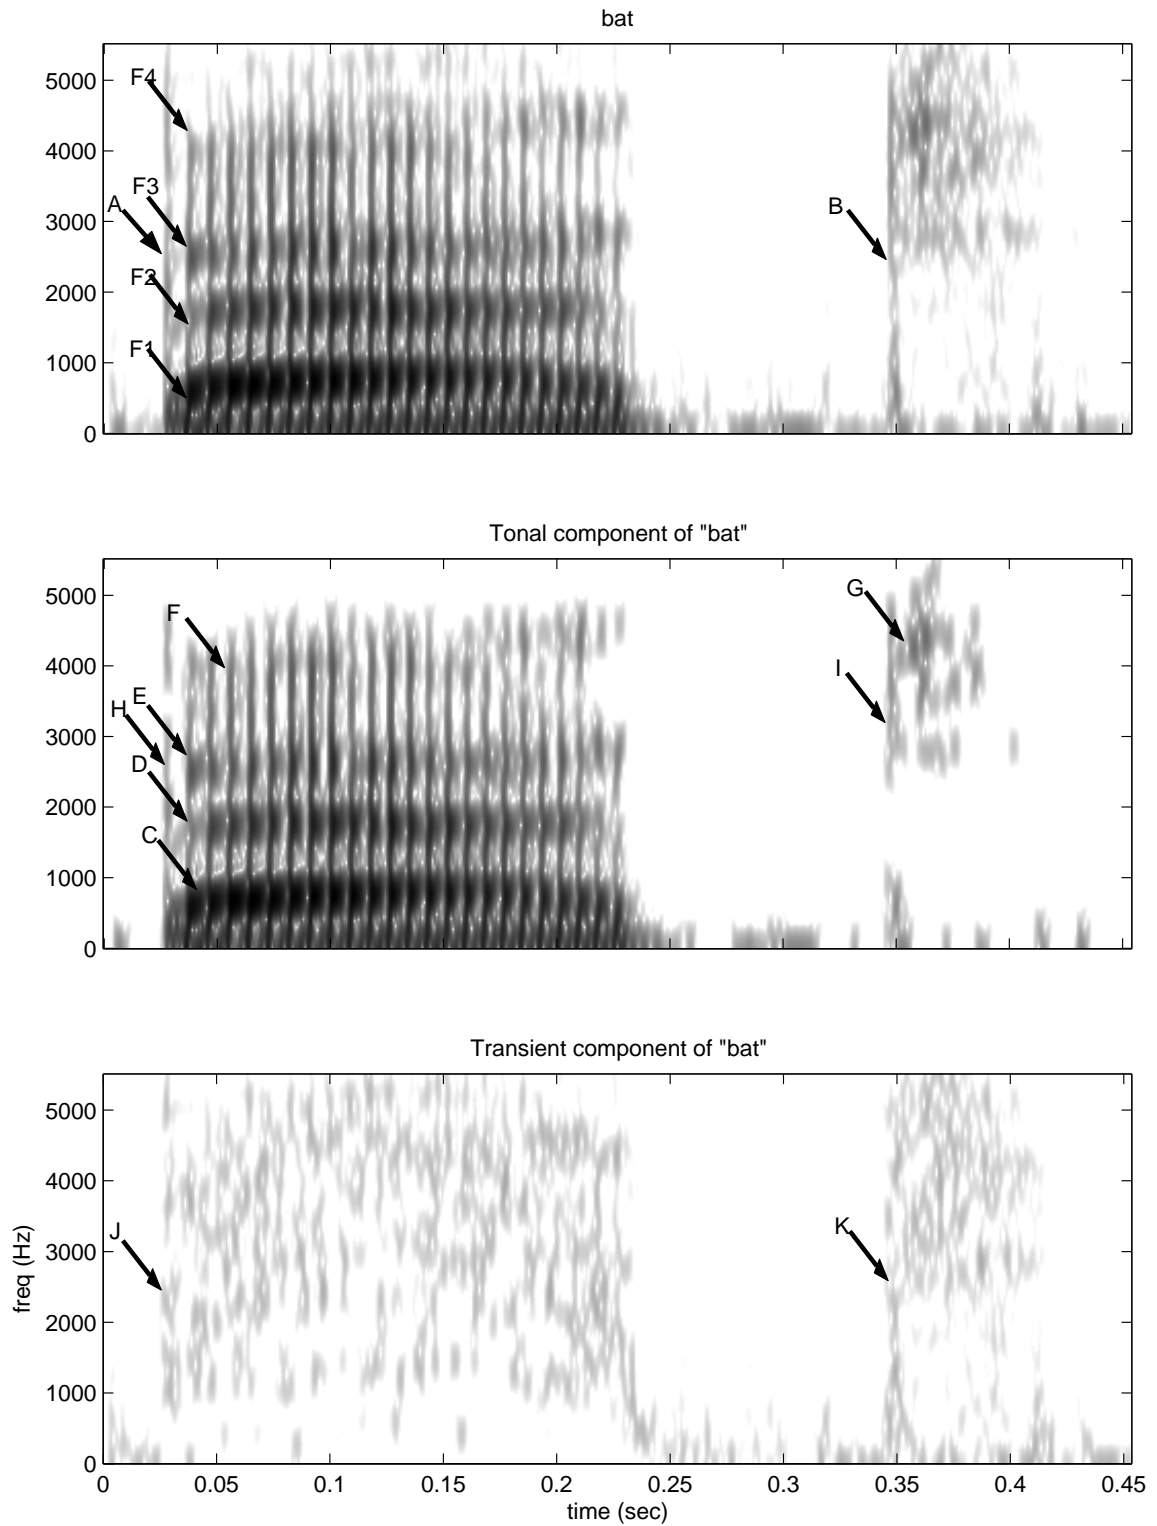 bat
5000
4000
3000
2000
1000
0
F4
F3
A
F2
F1
B
Tonal component of "bat"
5000
4000
3000
2000
1000
0
F
E
H
D
C
G
I
Transient component of "bat"
5000
4000
3000
2000
1000
0
J
K
freq (Hz)
0 0.05 0.1 0.15 0.2 0.25 0.3 0.35 0.4 0.45
time (sec)